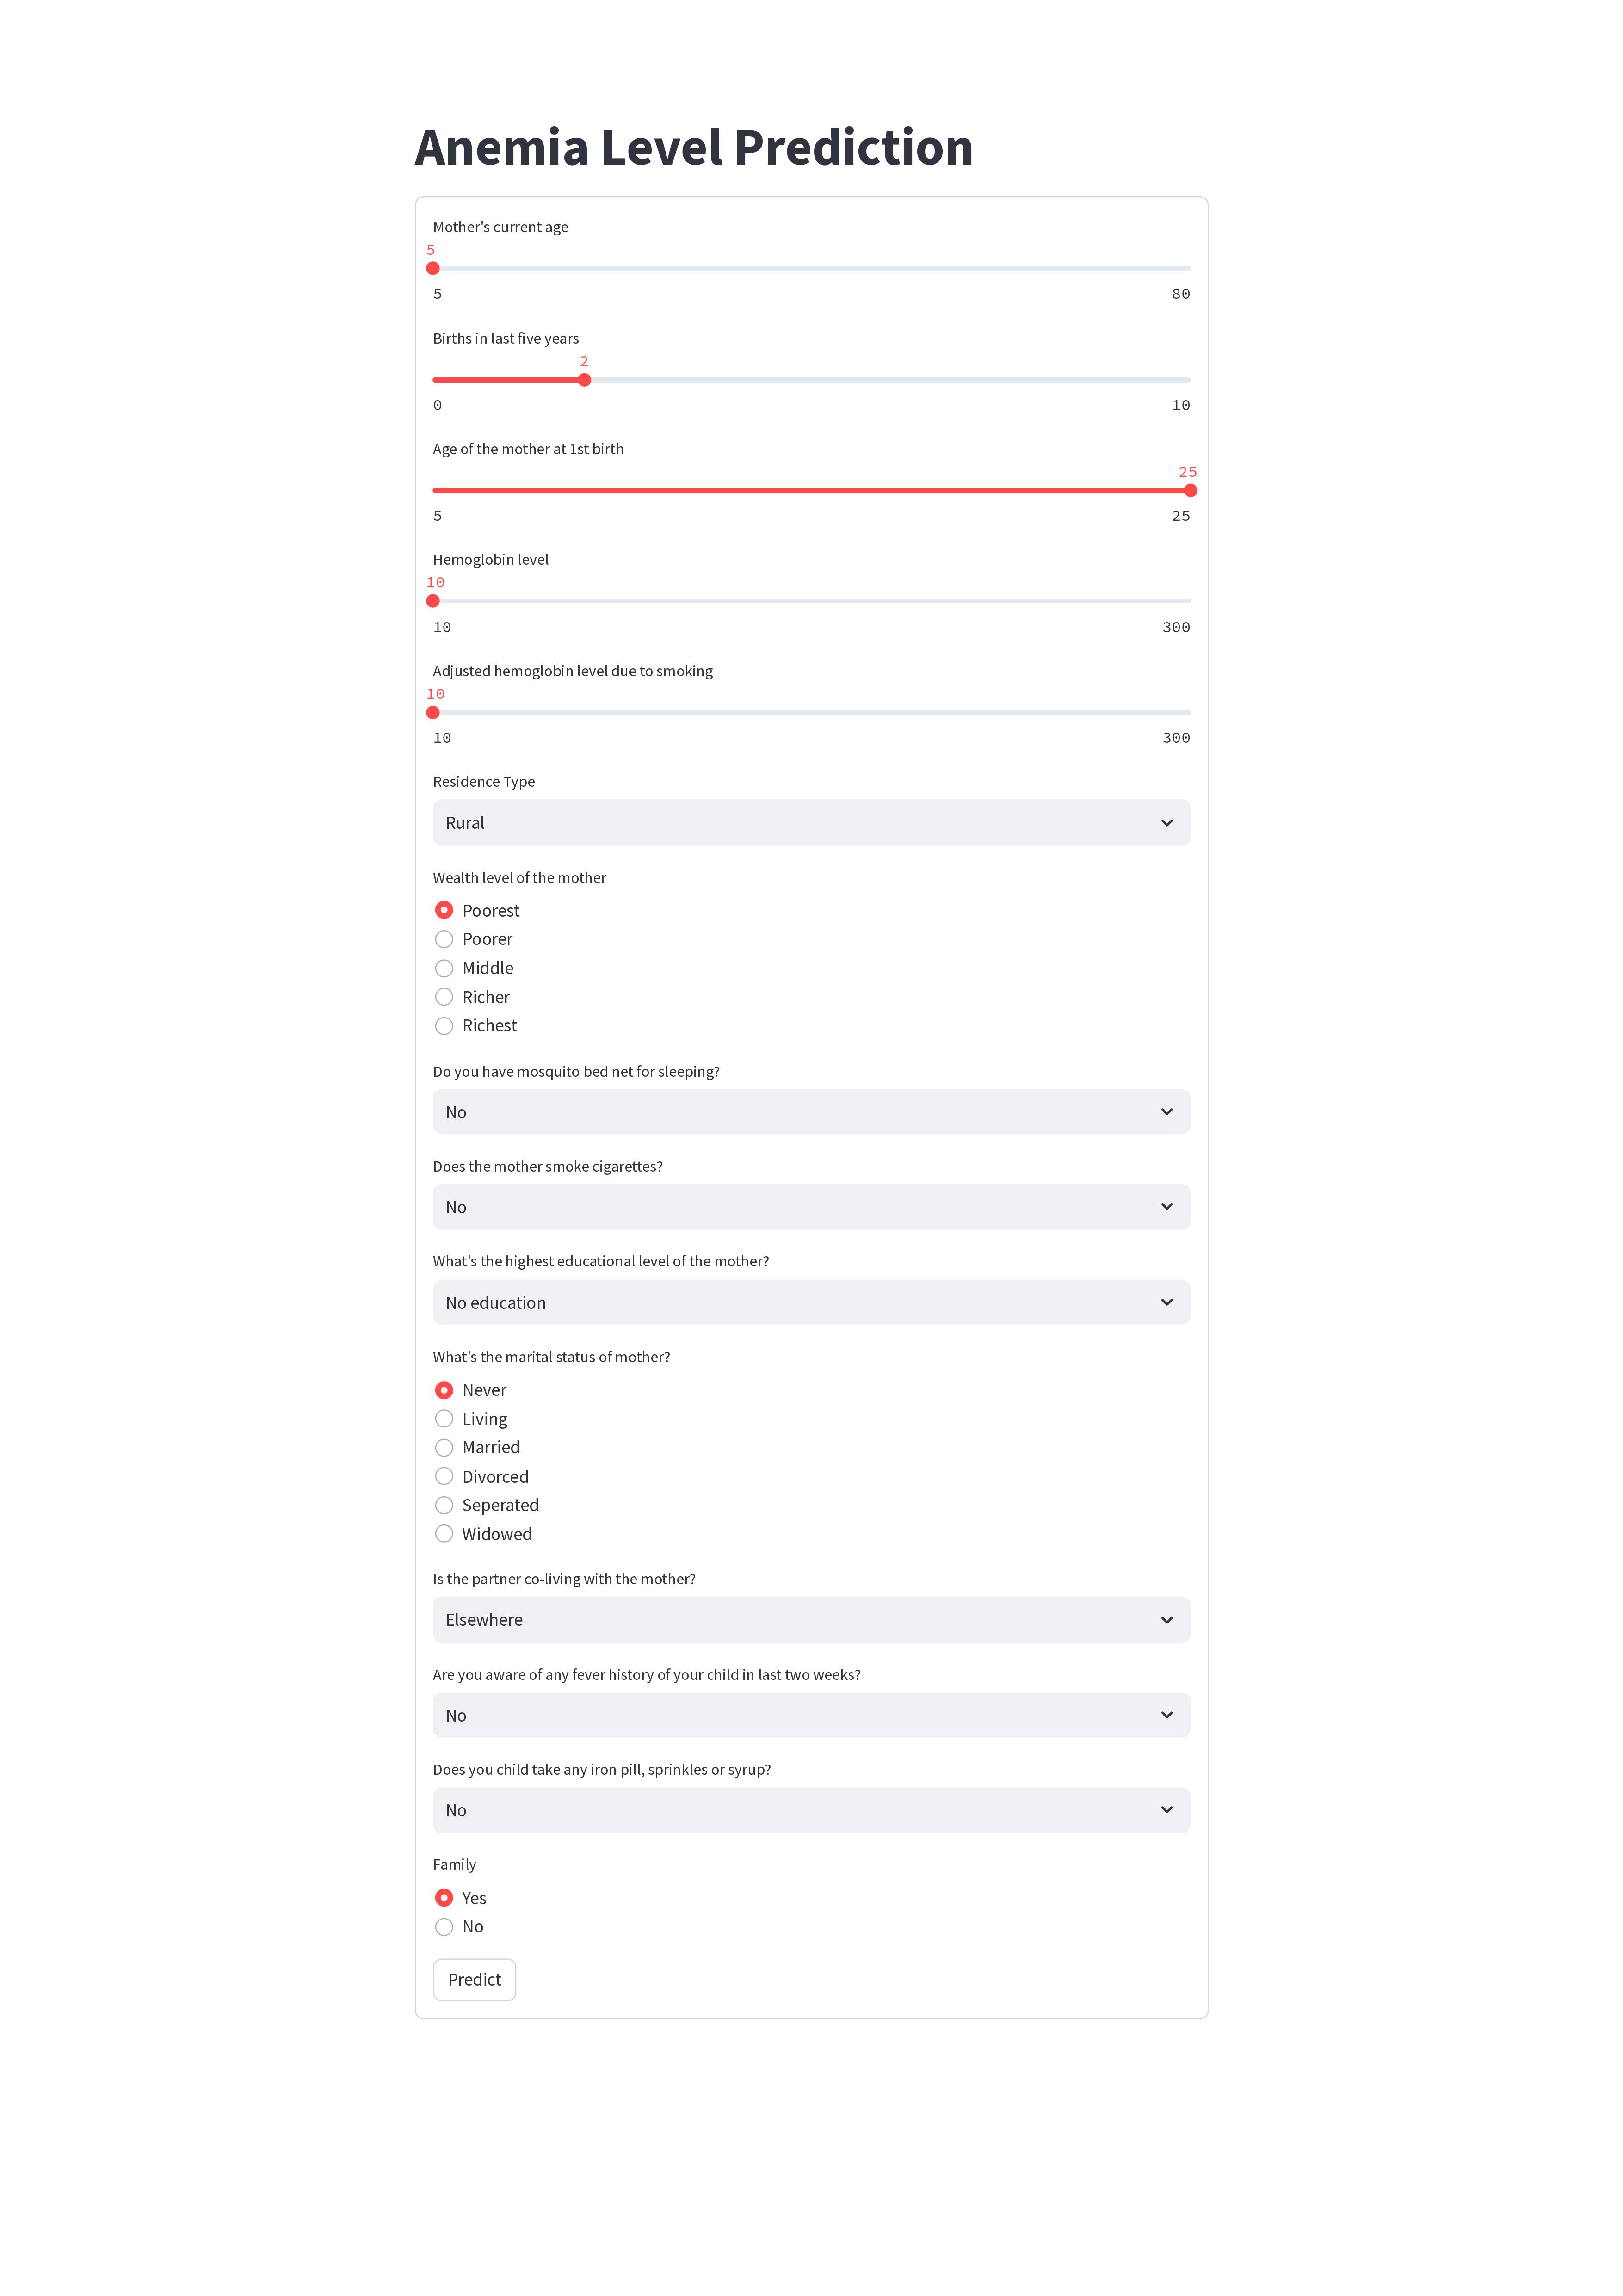 Anemia Level Prediction
Mother's current age
5
5 80
Births in last five years
2
0 10
Age of the mother at 1st birth
25
5 25
Hemoglobin level
10
10 300
Adjusted hemoglobin level due to smoking
10
10 300
Residence Type
Rural
Wealth level of the mother
Poorest
Poorer
Middle
Richer
Richest
Do you have mosquito bed net for sleeping?
No
Does the mother smoke cigarettes?
No
What's the highest educational level of the mother?
No education
What's the marital status of mother?
Never
Living
Married
Divorced
Seperated
Widowed
Is the partner co-living with the mother?
Elsewhere
Are you aware of any fever history of your child in last two weeks?
No
Does you child take any iron pill, sprinkles or syrup?
No
Family
Yes
No
Predict